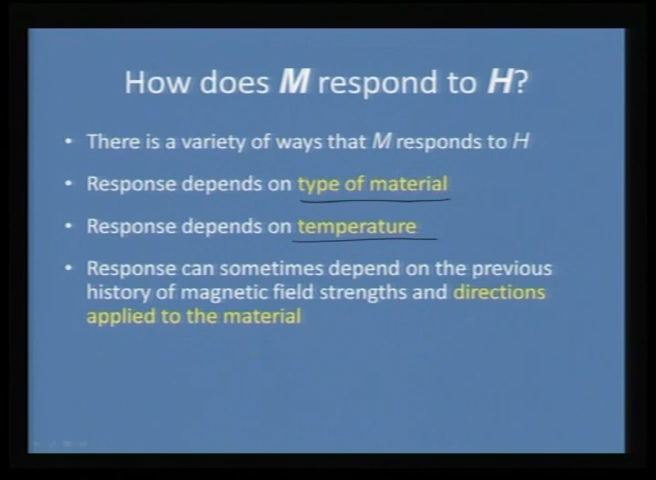 How does M respond to H?
• There is a variety of ways that M responds to H
• Response depends on type of material
• Response depends on temperature
• Response can sometimes depend on the previous
history of magnetic field strengths and directions
applied to the material